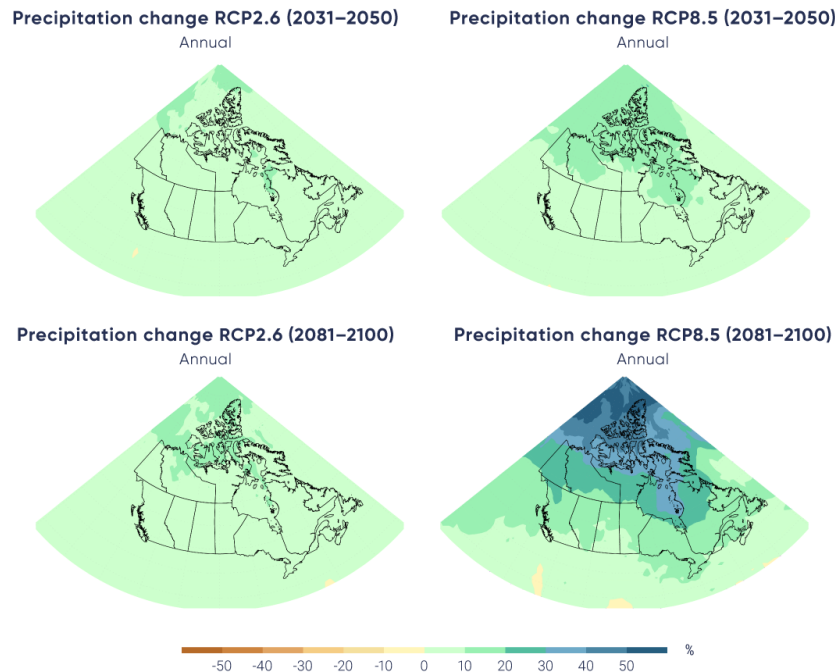 Precipitation change RCP2.6 (2031–2050)
Annual
Precipitation change RCP8.5 (2031–2050)
Annual
Precipitation change RCP2.6 (2081–2100)
Annual
Precipitation change RCP8.5 (2081–2100)
Annual
-50 -40 -30 -20 -10 0 10 20 30 40 50 %